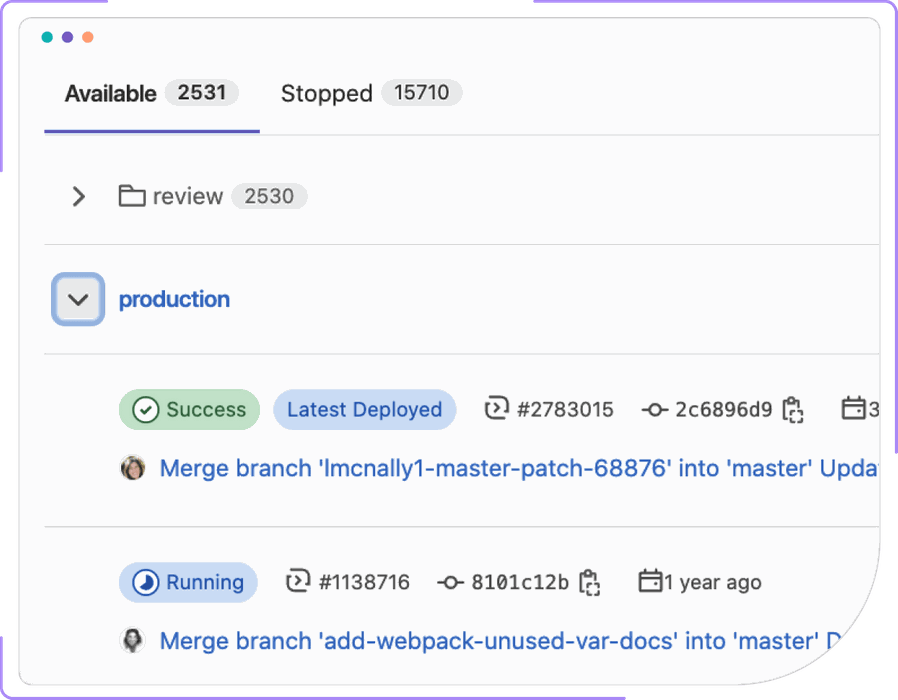 Available 2531 Stopped 15710
review 2530
production
Success Latest Deployed #2783015 2c6896d9 3
Merge branch 'lmcnally1-master-patch-68876' into 'master' Upda
Running #1138716 8101c12b 1 year ago
Merge branch 'add-webpack-unused-var-docs' into 'master' D